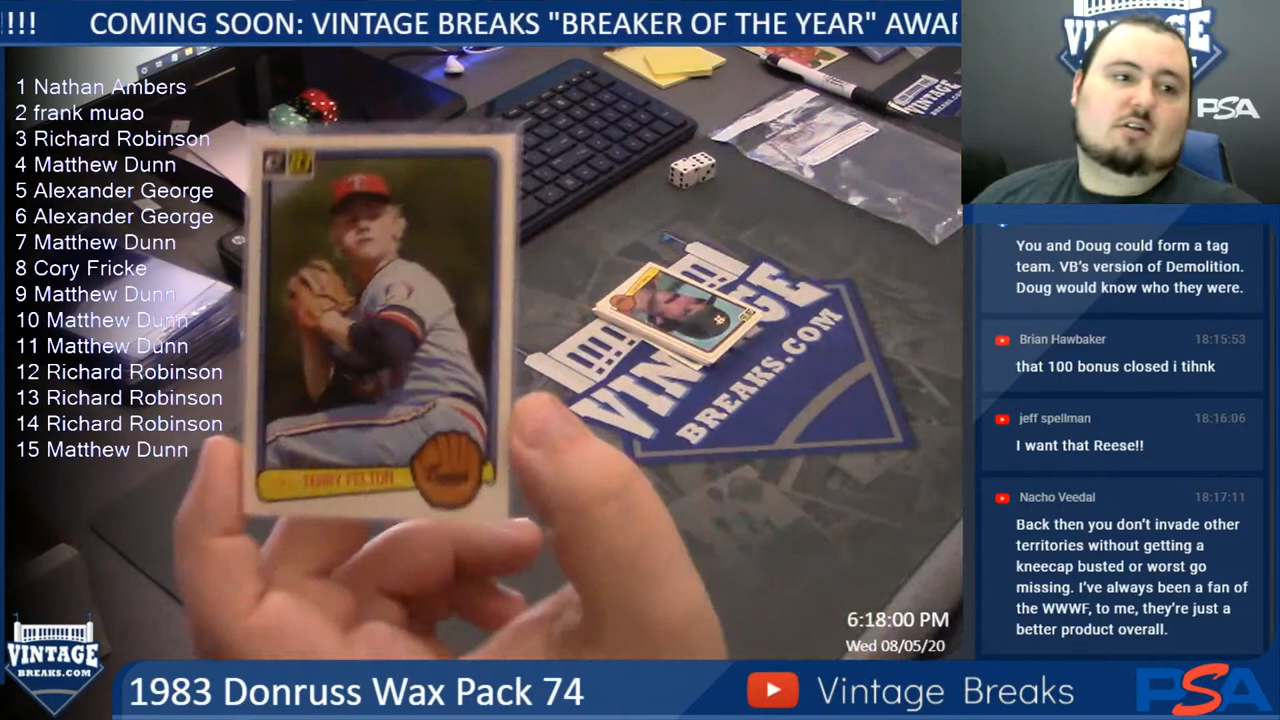 !!!! COMING SOON: VINTAGE BREAKS "BREAKER OF THE YEAR" AWAR
1 Nathan Ambers
2 frank muao
3 Richard Robinson
4 Matthew Dunn
5 Alexander George
6 Alexander George
7 Matthew Dunn
8 Cory Fricke
9 Matthew Dunn
10 Matthew Dunn
11 Matthew Dunn
12 Richard Robinson
13 Richard Robinson
14 Richard Robinson
15 Matthew Dunn
TERRY FELTON
VINTAGE
BREAKS.COM
VINTAGE
PSA
You and Doug could form a tag
team. VB's version of Demolition.
Doug would know who they were.
Brian Hawbaker 18:15:53
that 100 bonus closed i tihnk
jeff spellman 18:16:06
I want that Reese!!
Nacho Veedal 18:17:11
Back then you don't invade other
territories without getting a
kneecap busted or worst go
missing. I've always been a fan of
the WWWF, to me, they're just a
better product overall.
6:18:00 PM
Wed 08/05/20
VINTAGE
BREAKS.COM
1983 Donruss Wax Pack 74
Vintage Breaks
PSA